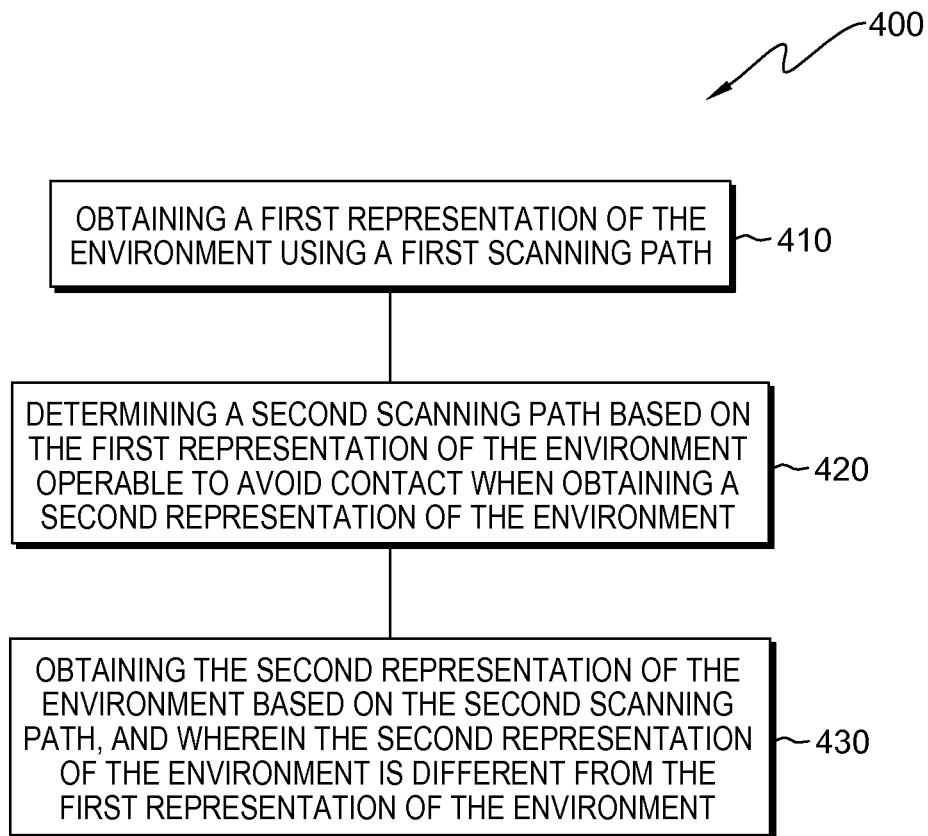 400
OBTAINING A FIRST REPRESENTATION OF THE
ENVIRONMENT USING A FIRST SCANNING PATH
410
DETERMINING A SECOND SCANNING PATH BASED ON
THE FIRST REPRESENTATION OF THE ENVIRONMENT
OPERABLE TO AVOID CONTACT WHEN OBTAINING A
SECOND REPRESENTATION OF THE ENVIRONMENT
420
OBTAINING THE SECOND REPRESENTATION OF THE
ENVIRONMENT BASED ON THE SECOND SCANNING
PATH, AND WHEREIN THE SECOND REPRESENTATION
OF THE ENVIRONMENT IS DIFFERENT FROM THE
FIRST REPRESENTATION OF THE ENVIRONMENT
430